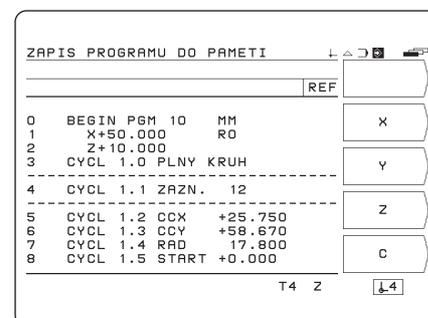 ZAPIS PROGRAMU DO PAMETI
REF
0 BEGIN PGM 10 MM
1 X+50.000 R0
2 Z+10.000
3 CYCL 1.0 PLNY KRUH
4 CYCL 1.1 ZAZN. 12
5 CYCL 1.2 CCX +25.750
6 CYCL 1.3 CCY +58.670
7 CYCL 1.4 RAD 17.800
8 CYCL 1.5 START +0.000
T4 Z
X
Y
Z
C
4